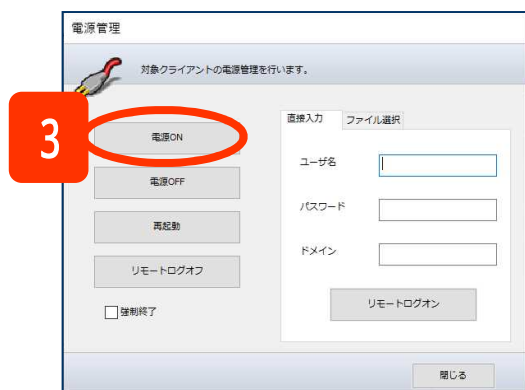 電源管理
対象クライアントの電源管理を行います。
3
電源ON
電源OFF
再起動
リモートログオフ
強制終了
直接入力
ファイル選択
ユーザ名
パスワード
ドメイン
リモートログオン
閉じる